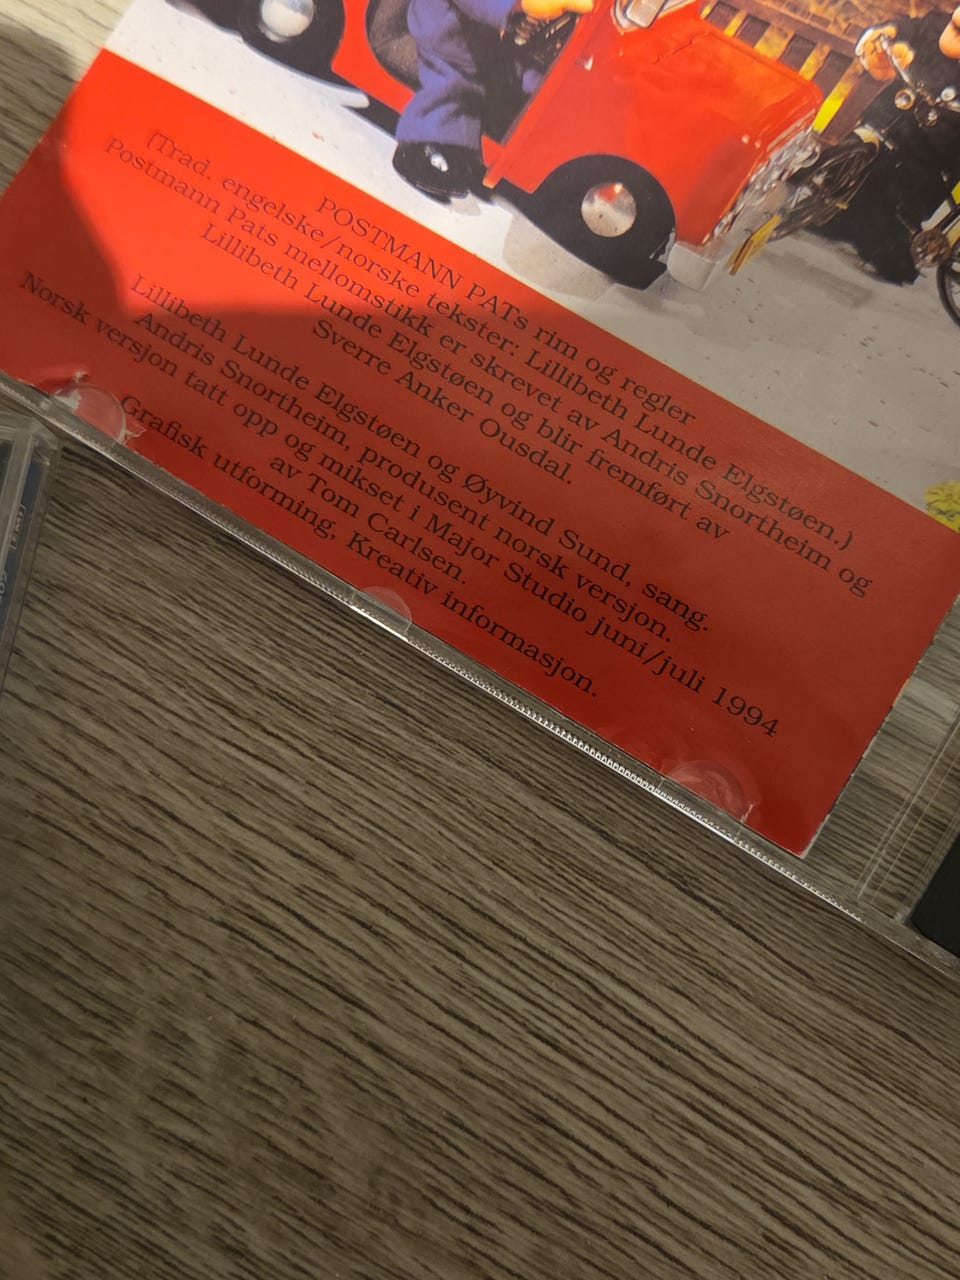 POSTMANN PATs rim og regler
(Trad. engelske/norske tekster: Lillibeth Lunde Elgstøen.)
Postmann Pats mellomstikk er skrevet av Andris Snortheim og
Lillibeth Lunde Elgstøen og blir fremført av
Sverre Anker Ousdal.
Lillibeth Lunde Elgstøen og Øyvind Sund, sang.
Andris Snortheim, produsent norsk versjon.
Norsk versjon tatt opp og mikset i Major Studio juni/juli 1994
av Tom Carlsen.
Grafisk utforming, Kreativ informasjon.